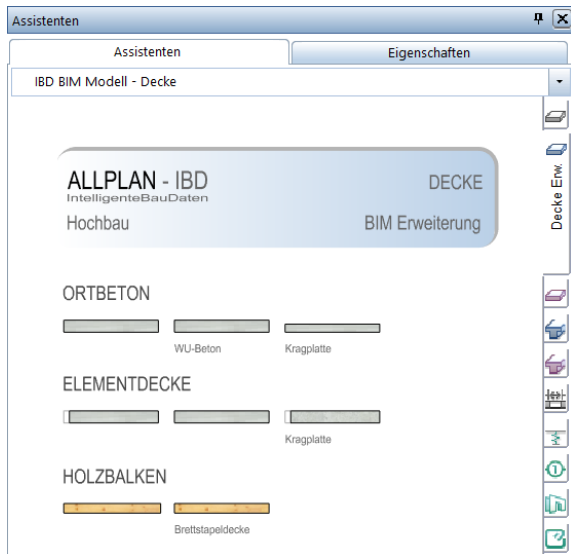 Assistenten
Assistenten
Eigenschaften
IBD BIM Modell - Decke
Decke Erw.
ALLPLAN - IBD
IntelligenteBauDaten
DECKE
Hochbau
BIM Erweiterung
ORTBETON
WU-Beton
Kragplatte
ELEMENTDECKE
Kragplatte
HOLZBALKEN
Brettstapeldecke